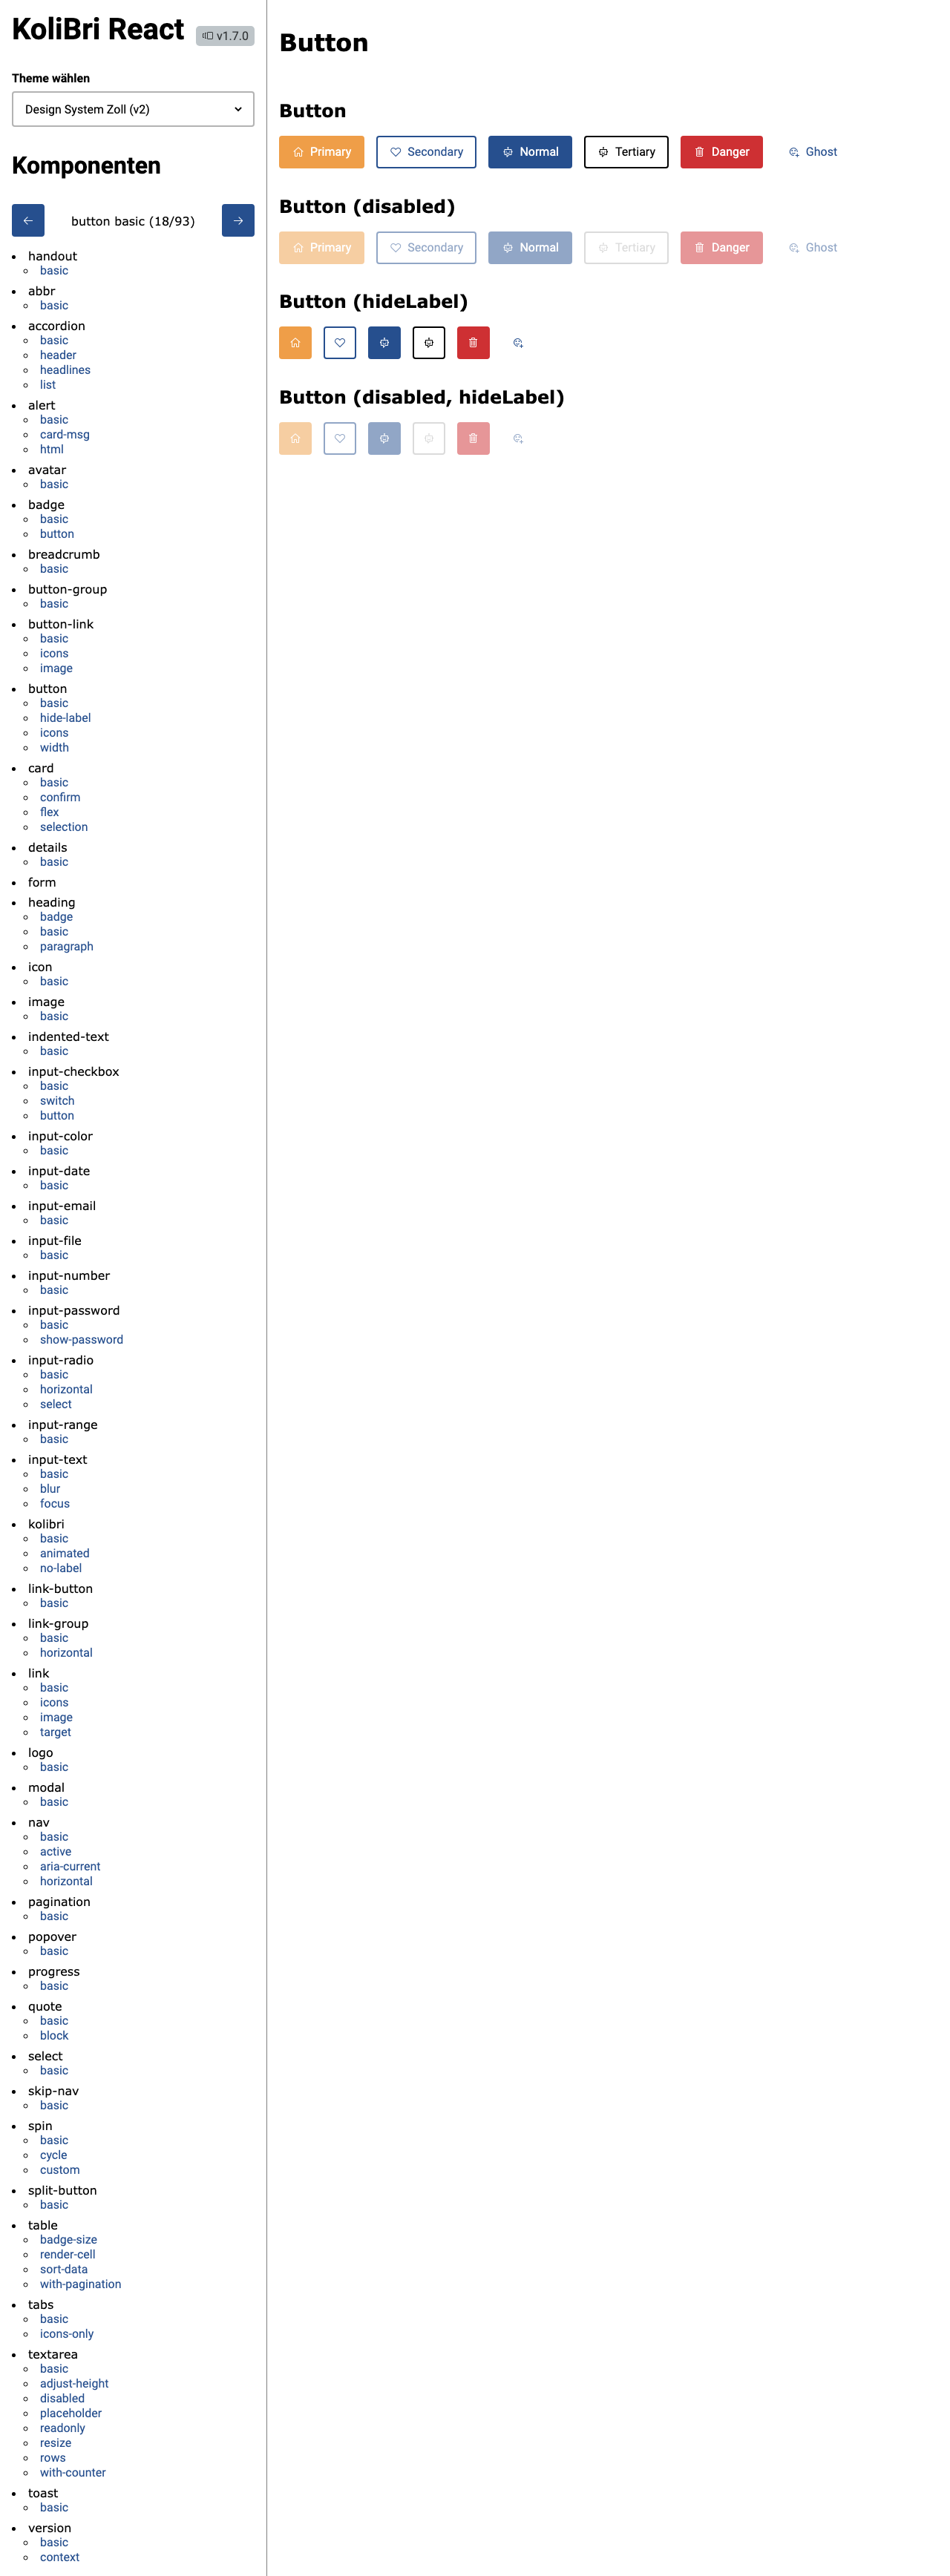 KoliBri React
v1.7.0
Theme wählen
Design System Zoll (v2)
Komponenten
button basic (18/93)
handout
basic
abbr
basic
accordion
basic
header
headlines
list
alert
basic
card-msg
html
avatar
basic
badge
basic
button
breadcrumb
basic
button-group
basic
button-link
basic
icons
image
button
basic
hide-label
icons
width
card
basic
confirm
flex
selection
details
basic
form
heading
badge
basic
paragraph
icon
basic
image
basic
indented-text
basic
input-checkbox
basic
switch
button
input-color
basic
input-date
basic
input-email
basic
input-file
basic
input-number
basic
input-password
basic
show-password
input-radio
basic
horizontal
select
input-range
basic
input-text
basic
blur
focus
kolibri
basic
animated
no-label
link-button
basic
link-group
basic
horizontal
link
basic
icons
image
target
logo
basic
modal
basic
nav
basic
active
aria-current
horizontal
pagination
basic
popover
basic
progress
basic
quote
basic
block
select
basic
skip-nav
basic
spin
basic
cycle
custom
split-button
basic
table
badge-size
render-cell
sort-data
with-pagination
tabs
basic
icons-only
textarea
basic
adjust-height
disabled
placeholder
readonly
resize
rows
with-counter
toast
basic
version
basic
context
Button
Button
Primary Secondary Normal Tertiary Danger Ghost
Button (disabled)
Primary Secondary Normal Tertiary Danger Ghost
Button (hideLabel)
Button (disabled, hideLabel)